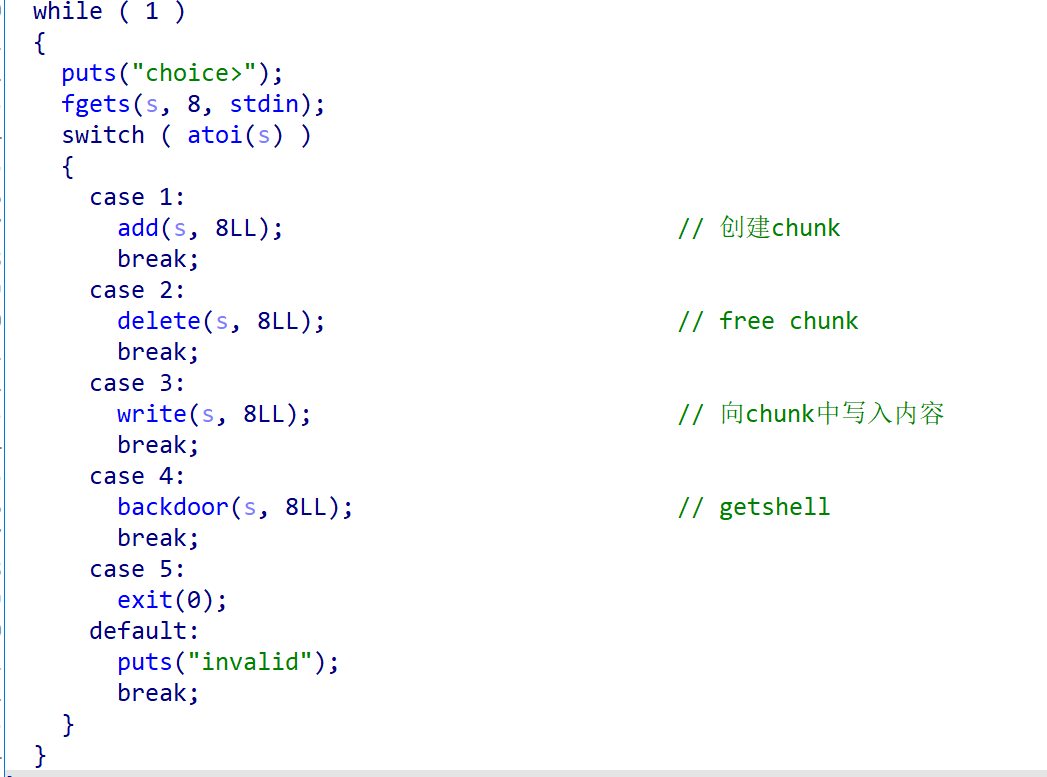 while ( 1 )
{
puts("choice>");
fgets(s, 8, stdin);
switch ( atoi(s) )
{
case 1:
add(s, 8LL); // 创建chunk
break;
case 2:
delete(s, 8LL); // free chunk
break;
case 3:
write(s, 8LL); // 向chunk中写入内容
break;
case 4:
backdoor(s, 8LL); // getshell
break;
case 5:
exit(0);
default:
puts("invalid");
break;
}
}